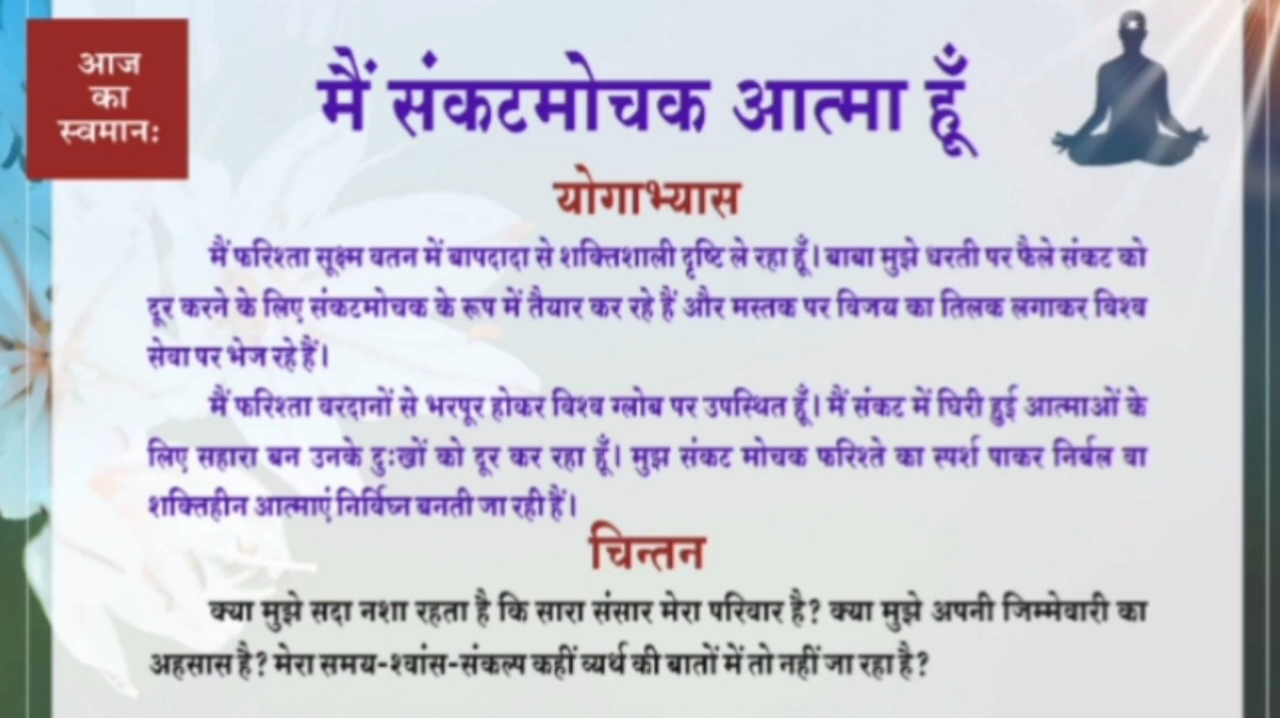 आज
का
स्वमानः
मैं संकटमोचक आत्मा हूँ
योगाभ्यास
मैं फरिश्ता सूक्ष्म वतन में बापदादा से शक्तिशाली दृष्टि ले रहा हूँ। बाबा मुझे धरती पर फैले संकट को
दूर करने के लिए संकटमोचक के रूप में तैयार कर रहे हैं और मस्तक पर विजय का तिलक लगाकर विश्व
सेवा पर भेज रहे हैं।
मैं फरिश्ता वरदानों से भरपूर होकर विश्व ग्लोब पर उपस्थित हूँ। मैं संकट में घिरी हुई आत्माओं के
लिए सहारा बन उनके दुःखों को दूर कर रहा हूँ। मुझ संकट मोचक फरिश्ते का स्पर्श पाकर निर्बल वा
शक्तिहीन आत्माएं निर्विघ्न बनती जा रही हैं।
चिन्तन
क्या मुझे सदा नशा रहता है कि सारा संसार मेरा परिवार है? क्या मुझे अपनी जिम्मेवारी का
अहसास है? मेरा समय-श्वांस-संकल्प कहीं व्यर्थ की बातों में तो नहीं जा रहा है?